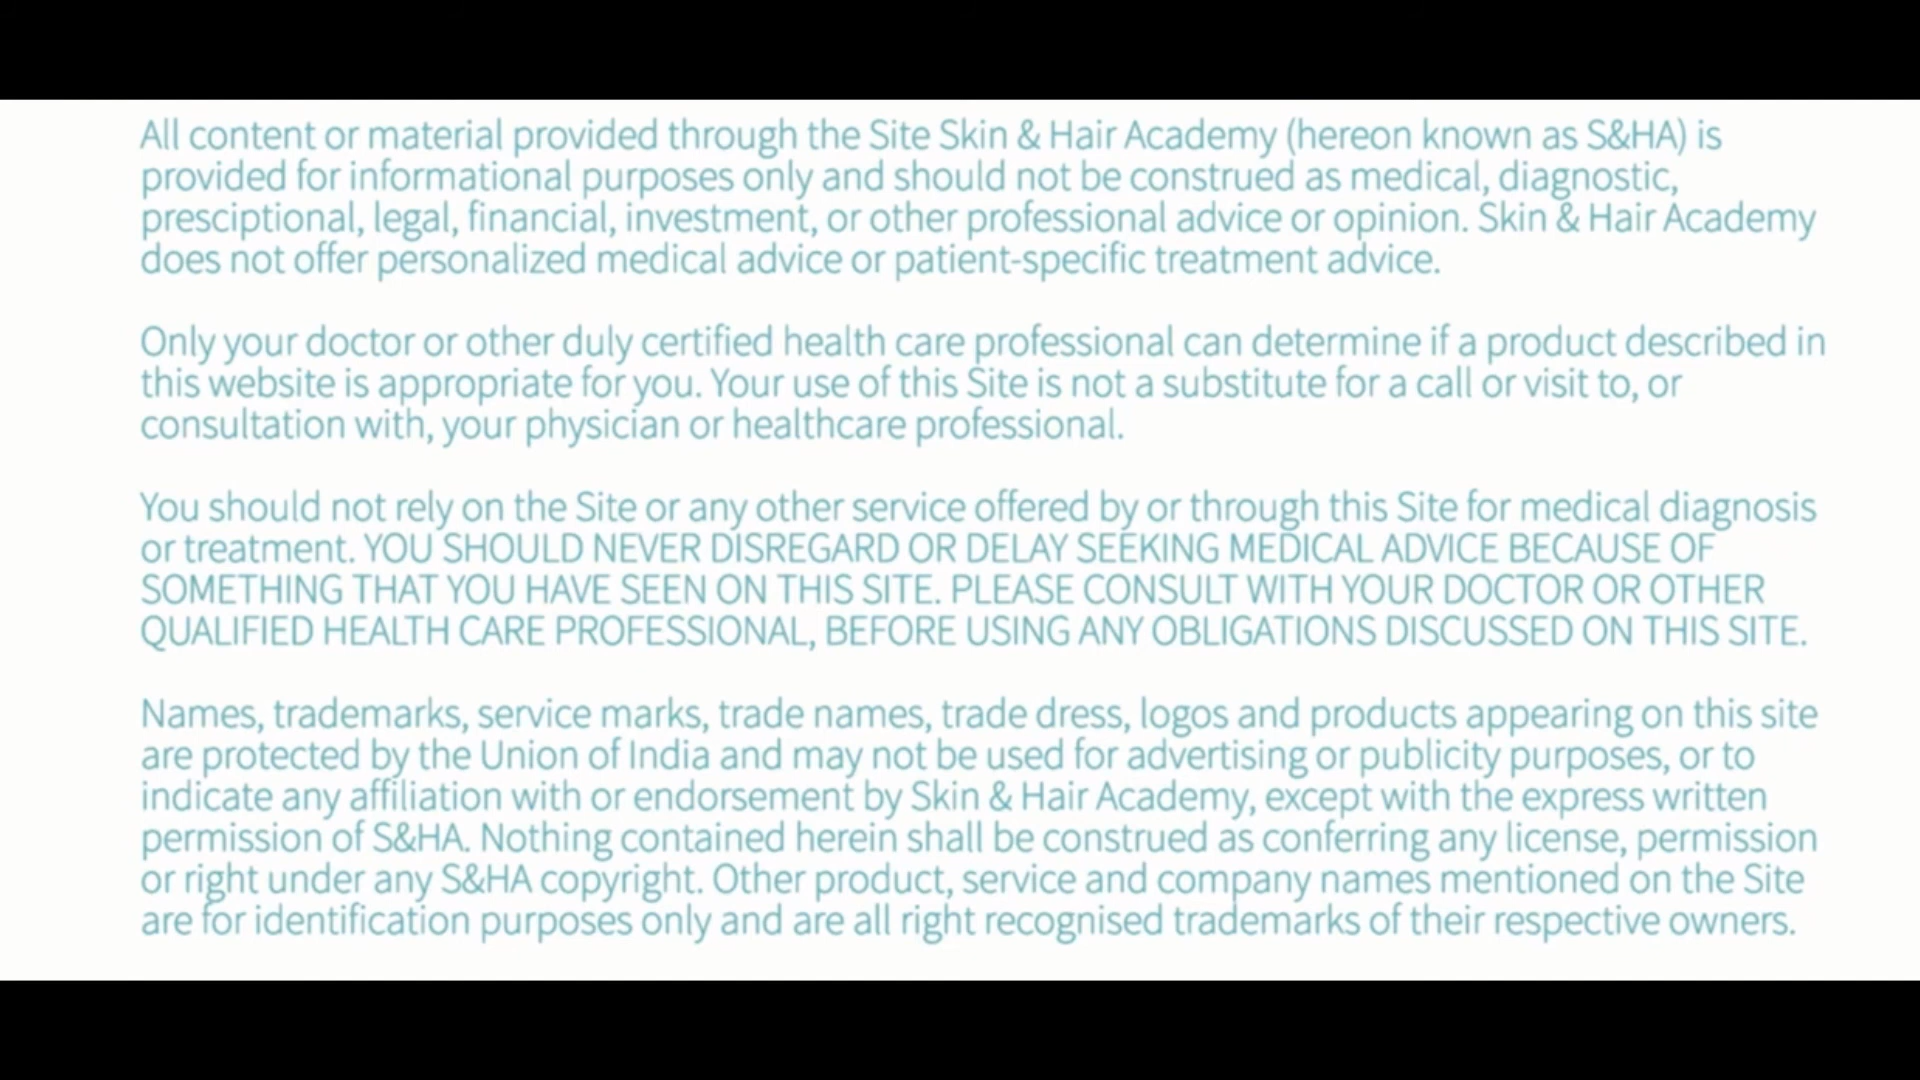 All content or material provided through the Site Skin & Hair Academy (hereon known as S&HA) is
provided for informational purposes only and should not be construed as medical, diagnostic,
presciptional, legal, financial, investment, or other professional advice or opinion. Skin & Hair Academy
does not offer personalized medical advice or patient-specific treatment advice.
Only your doctor or other duly certified health care professional can determine if a product described in
this website is appropriate for you. Your use of this Site is not a substitute for a call or visit to, or
consultation with, your physician or healthcare professional.
You should not rely on the Site or any other service offered by or through this Site for medical diagnosis
or treatment. YOU SHOULD NEVER DISREGARD OR DELAY SEEKING MEDICAL ADVICE BECAUSE OF
SOMETHING THAT YOU HAVE SEEN ON THIS SITE. PLEASE CONSULT WITH YOUR DOCTOR OR OTHER
QUALIFIED HEALTH CARE PROFESSIONAL, BEFORE USING ANY OBLIGATIONS DISCUSSED ON THIS SITE.
Names, trademarks, service marks, trade names, trade dress, logos and products appearing on this site
are protected by the Union of India and may not be used for advertising or publicity purposes, or to
indicate any affiliation with or endorsement by Skin & Hair Academy, except with the express written
permission of S&HA. Nothing contained herein shall be construed as conferring any license, permission
or right under any S&HA copyright. Other product, service and company names mentioned on the Site
are for identification purposes only and are all right recognised trademarks of their respective owners.